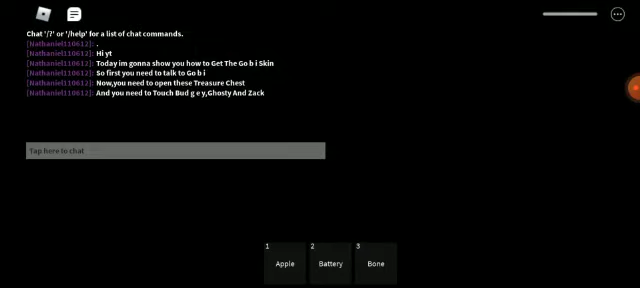 Chat '/?' or '/help' for a list of chat commands.
[Nathaniel110612]: .
[Nathaniel110612]: Hi yt
[Nathaniel110612]: Today im gonna show you how to Get The Go b i Skin
[Nathaniel110612]: So first you need to talk to Go b i
[Nathaniel110612]: Now,you need to open these Treasure Chest
[Nathaniel110612]: And you need to Touch Bud g e y,Ghosty And Zack
Tap here to chat
1 2 3
Apple Battery Bone